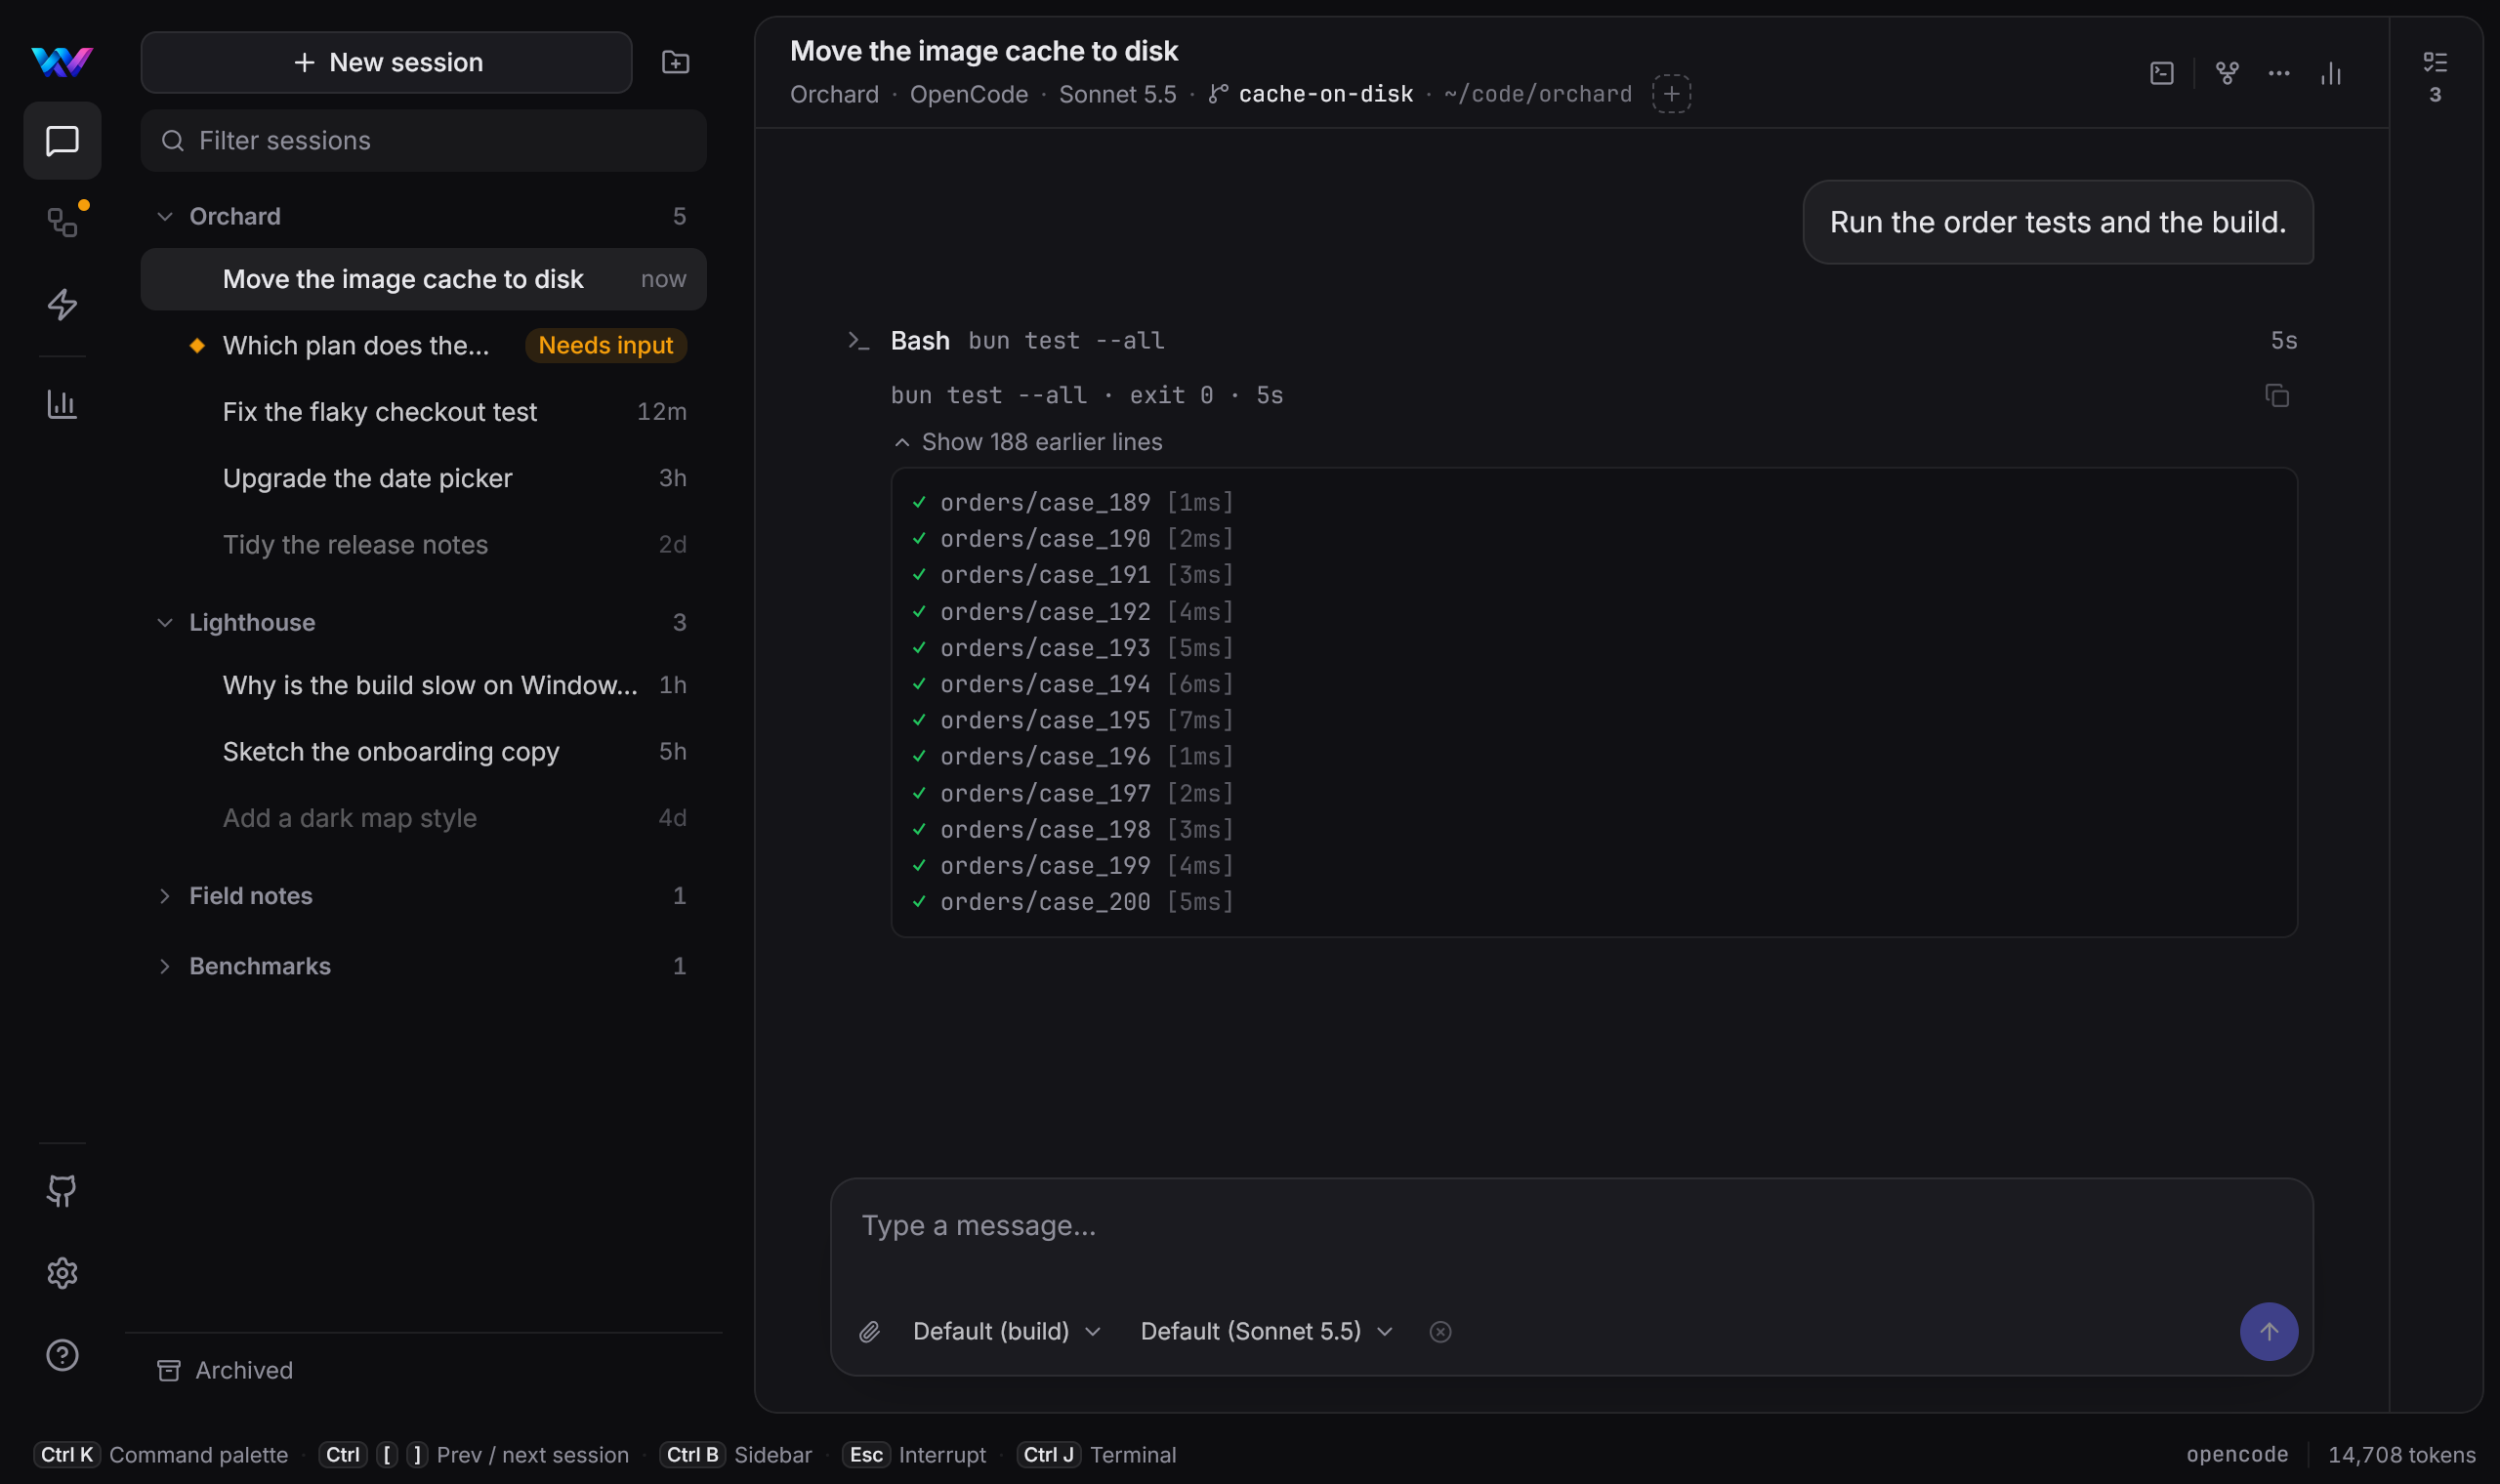 New session
Filter sessions
Orchard 5
Move the image cache to disk now
Which plan does the... Needs input
Fix the flaky checkout test 12m
Upgrade the date picker 3h
Tidy the release notes 2d
Lighthouse 3
Why is the build slow on Window... 1h
Sketch the onboarding copy 5h
Add a dark map style 4d
Field notes 1
Benchmarks 1
Archived
Move the image cache to disk
Orchard · OpenCode · Sonnet 5.5 · cache-on-disk · ~/code/orchard
3
Run the order tests and the build.
Bash bun test --all 5s
bun test --all · exit 0 · 5s
Show 188 earlier lines
✓ orders/case_189 [1ms]
✓ orders/case_190 [2ms]
✓ orders/case_191 [3ms]
✓ orders/case_192 [4ms]
✓ orders/case_193 [5ms]
✓ orders/case_194 [6ms]
✓ orders/case_195 [7ms]
✓ orders/case_196 [1ms]
✓ orders/case_197 [2ms]
✓ orders/case_198 [3ms]
✓ orders/case_199 [4ms]
✓ orders/case_200 [5ms]
Type a message...
Default (build) Default (Sonnet 5.5)
Ctrl K Command palette · Ctrl [ ] Prev / next session · Ctrl B Sidebar · Esc Interrupt · Ctrl J Terminal
opencode 14,708 tokens